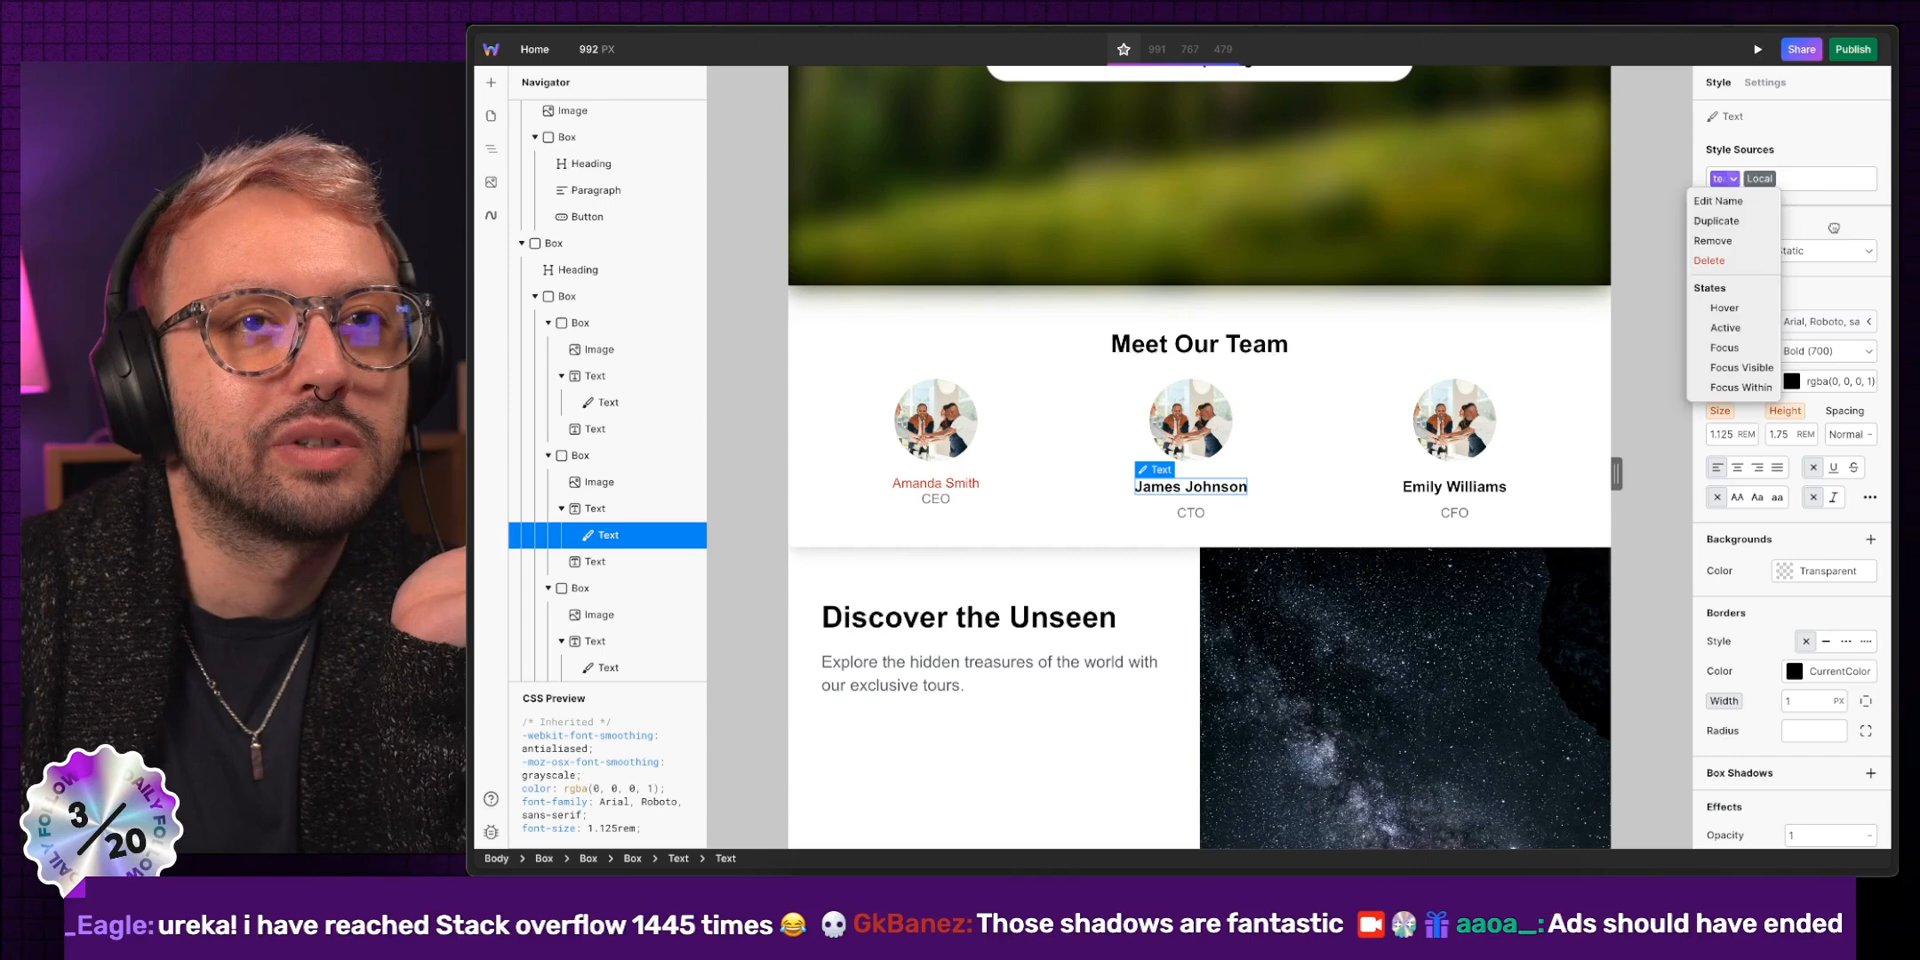 Home 992 PX 991 767 479 Share Publish
Navigator
Image
Box
Heading
Paragraph
Button
Box
Heading
Box
Box
Image
Text
Text
Text
Box
Image
Text
Text
Text
Box
Image
Text
Text
CSS Preview
/* Inherited */
-webkit-font-smoothing:
antialiased;
-moz-osx-font-smoothing:
grayscale;
color: rgba(0, 0, 0, 1);
font-family: Arial, Roboto,
sans-serif;
font-size: 1.125rem;
Body > Box > Box > Box > Text > Text
Meet Our Team
Amanda Smith
CEO
Text
James Johnson
CTO
Emily Williams
CFO
Discover the Unseen
Explore the hidden treasures of the world with
our exclusive tours.
Style Settings
Text
Style Sources
te Local
Edit Name
Duplicate
Remove
Delete
States
Hover
Active
Focus
Focus Visible
Focus Within
Static
Arial, Roboto, sa
Bold (700)
rgba(0, 0, 0, 1)
Size Height Spacing
1.125 REM 1.75 REM Normal
AA Aa aa
Backgrounds
Color Transparent
Borders
Style
Color CurrentColor
Width 1 PX
Radius
Box Shadows
Effects
Opacity 1
3/20
DAILY FOLLOW
_Eagle: ureka! i have reached Stack overflow 1445 times 😂 GkBanez: Those shadows are fantastic aaoa_: Ads should have ended